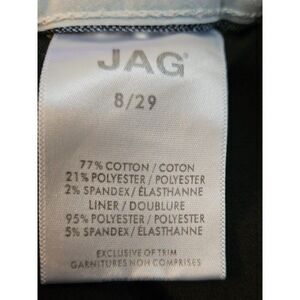 JAG®
8/29
77% COTTON / COTON
21% POLYESTER / POLYESTER
2% SPANDEX / ÉLASTHANNE
LINER / DOUBLURE
95% POLYESTER / POLYESTER
5% SPANDEX / ÉLASTHANNE
EXCLUSIVE OF TRIM
GARNITURES NON COMPRISES